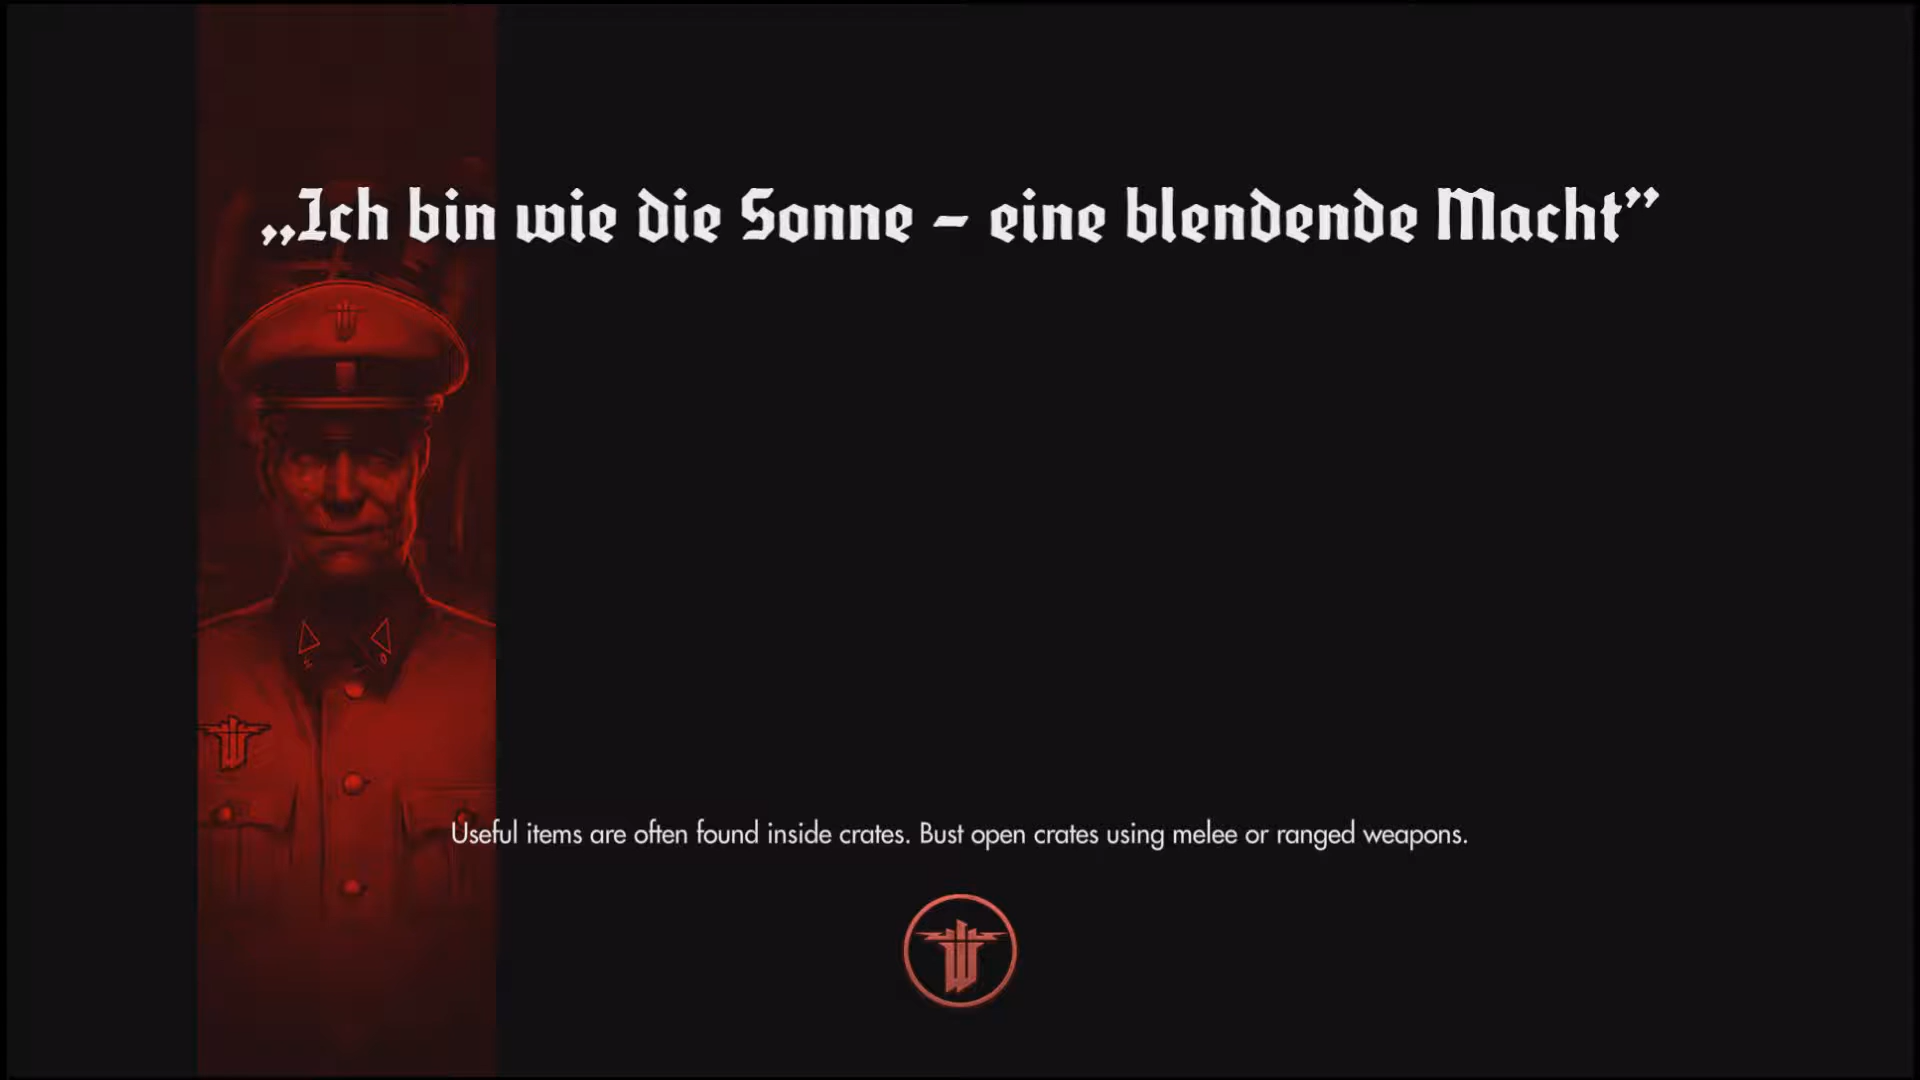 „Ich bin wie die Sonne – eine blendende Macht”
Useful items are often found inside crates. Bust open crates using melee or ranged weapons.